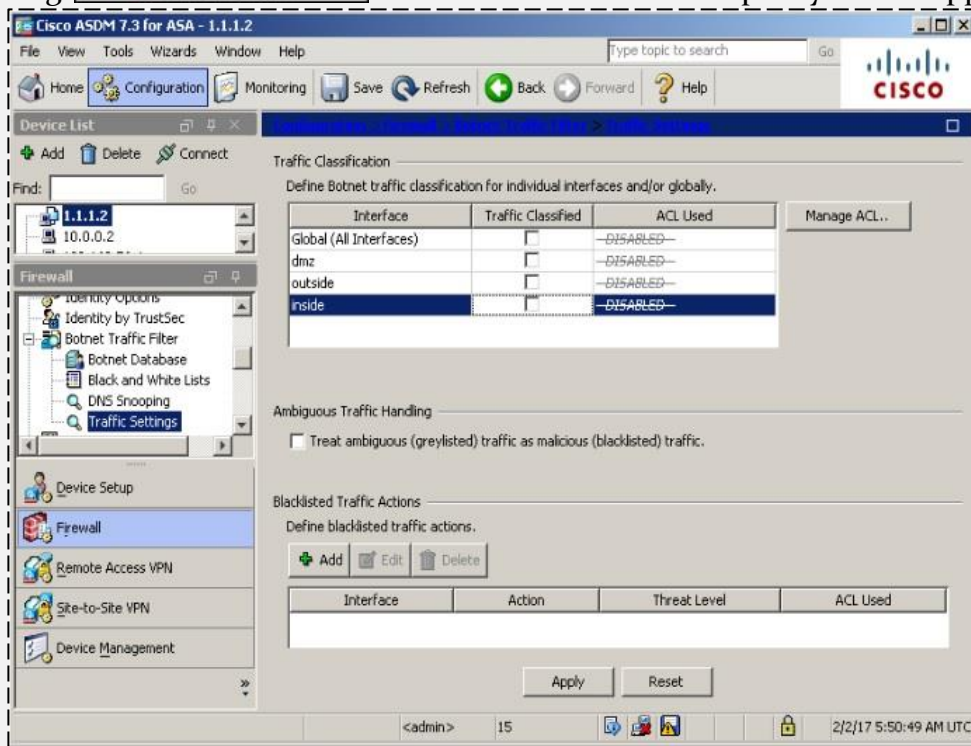 Cisco ASDM 7.3 for ASA - 1.1.1.2
File View Tools Wizards Window Help Type topic to search Go
Home Configuration Monitoring Save Refresh Back Forward Help CISCO
Device List
Configuration > Firewall > Botnet Traffic Filter > Traffic Settings
Add Delete Connect
Find: Go
1.1.1.2
10.0.0.2
Firewall
Identity Options
Identity by TrustSec
Botnet Traffic Filter
Botnet Database
Black and White Lists
DNS Snooping
Traffic Settings
Device Setup
Firewall
Remote Access VPN
Site-to-Site VPN
Device Management
Traffic Classification
Define Botnet traffic classification for individual interfaces and/or globally.
Interface Traffic Classified ACL Used Manage ACL..
Global (All Interfaces) --DISABLED--
dmz --DISABLED--
outside --DISABLED--
inside --DISABLED--
Ambiguous Traffic Handling
Treat ambiguous (greylisted) traffic as malicious (blacklisted) traffic.
Blacklisted Traffic Actions
Define blacklisted traffic actions.
Add Edit Delete
Interface Action Threat Level ACL Used
Apply Reset
<admin> 15 2/2/17 5:50:49 AM UTC